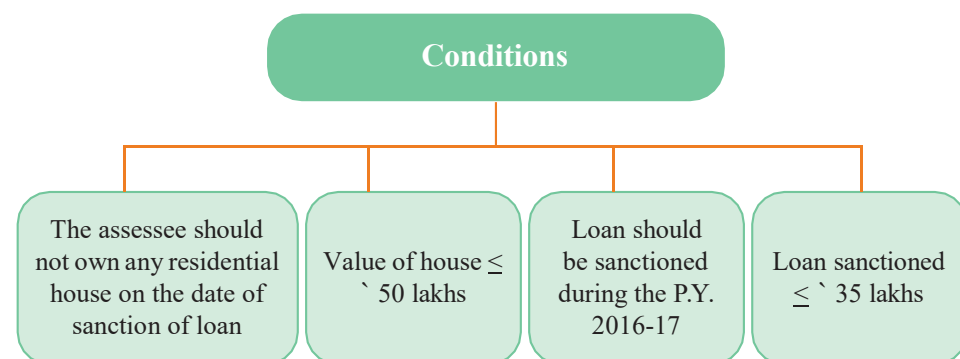 Conditions
The assessee should
not own any residential
house on the date of
sanction of loan
Value of house ≤
` 50 lakhs
Loan should
be sanctioned
during the P.Y.
2016-17
Loan sanctioned
≤ ` 35 lakhs